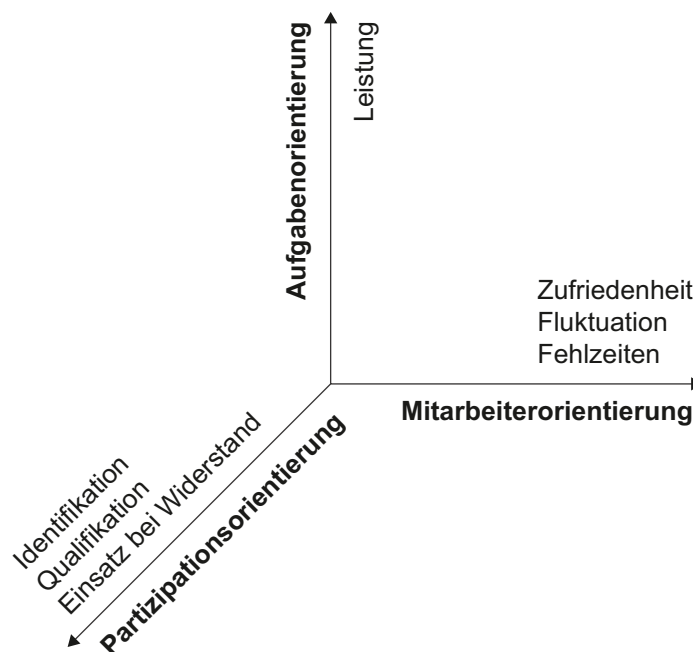 Aufgabenorientierung
Leistung
Zufriedenheit
Fluktuation
Fehlzeiten
Mitarbeiterorientierung
Identifikation
Qualifikation
Einsatz bei Widerstand
Partizipationsorientierung